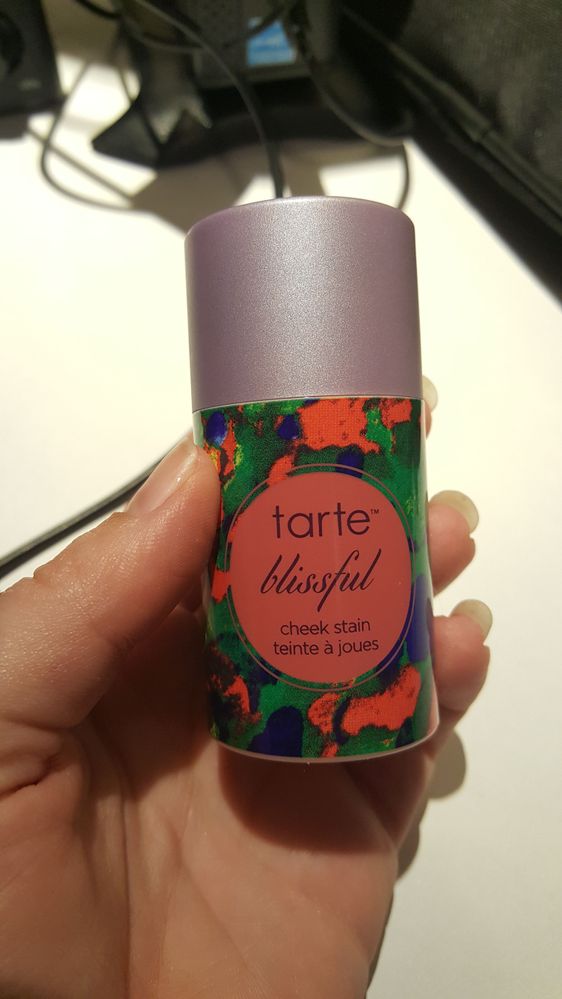 tarte™
blissful
cheek stain
teinte à joues